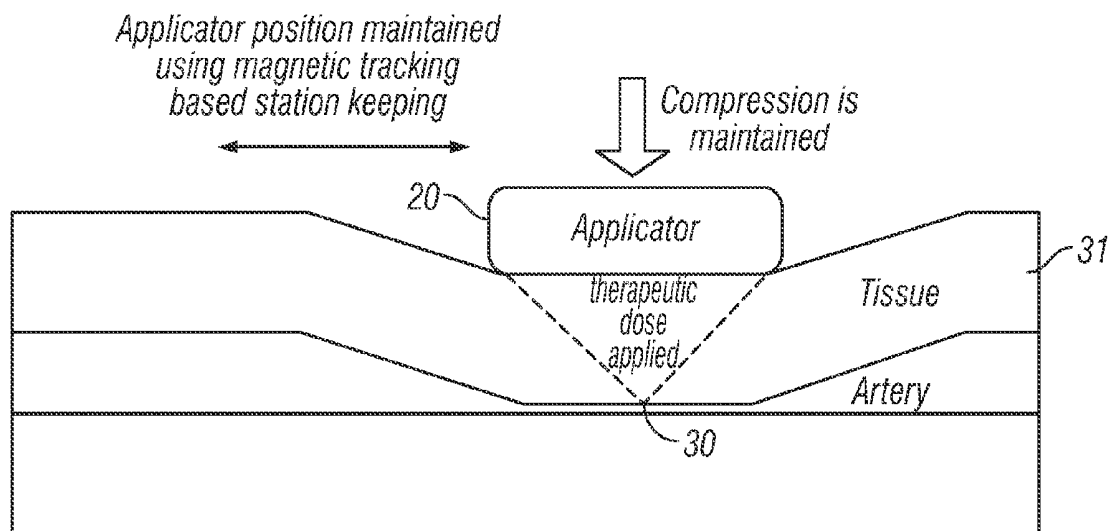 Applicator position maintained
using magnetic tracking
based station keeping
Compression is
maintained
20
Applicator
31
therapeutic
dose
applied
Tissue
Artery
30